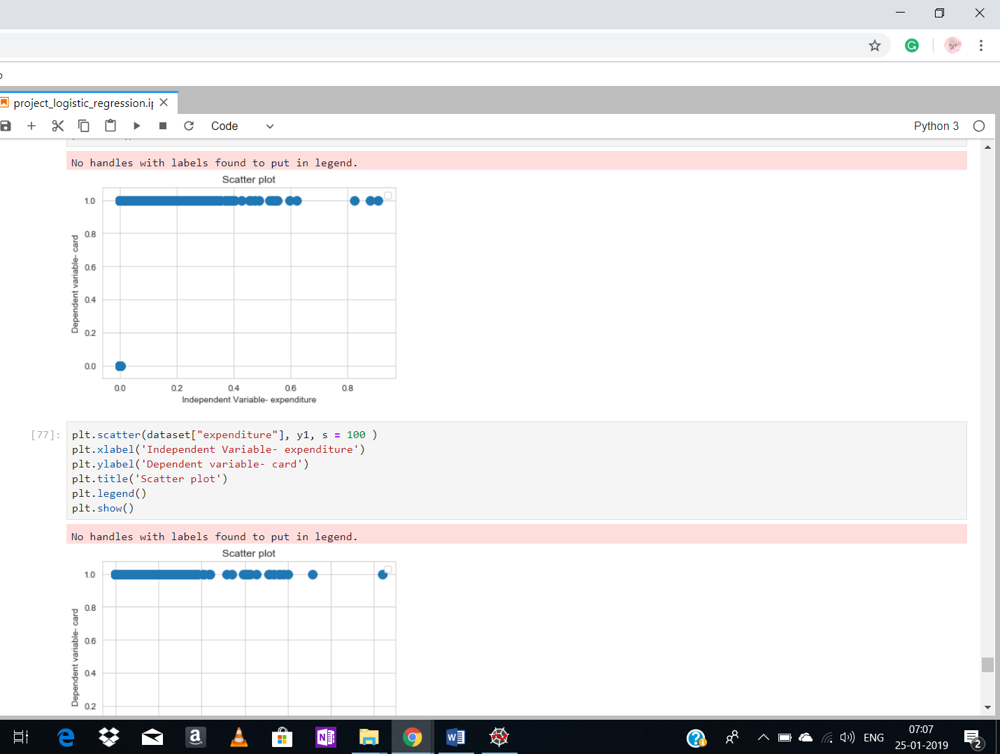 project_logistic_regression.ip
Code
Python 3
No handles with labels found to put in legend.
Scatter plot
1.0
0.8
0.6
0.4
0.2
0.0
Dependent variable- card
0.0 0.2 0.4 0.6 0.8
Independent Variable- expenditure
[77]:
plt.scatter(dataset["expenditure"], y1, s = 100 )
plt.xlabel('Independent Variable- expenditure')
plt.ylabel('Dependent variable- card')
plt.title('Scatter plot')
plt.legend()
plt.show()
No handles with labels found to put in legend.
Scatter plot
1.0
0.8
0.6
0.4
0.2
Dependent variable- card
ENG
07:07
25-01-2019
2